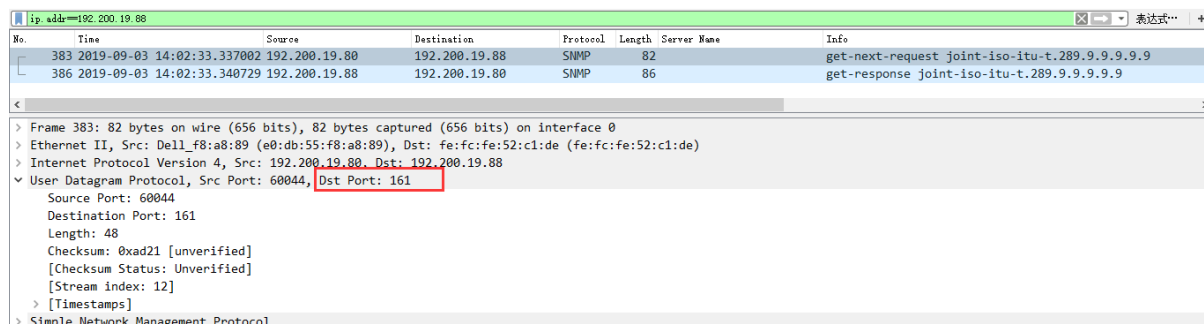 ip.addr==192.200.19.88 表达式… +
No. Time Source Destination Protocol Length Server Name Info
383 2019-09-03 14:02:33.337002 192.200.19.80 192.200.19.88 SNMP 82 get-next-request joint-iso-itu-t.289.9.9.9.9.9
386 2019-09-03 14:02:33.340729 192.200.19.88 192.200.19.80 SNMP 86 get-response joint-iso-itu-t.289.9.9.9.9.9
Frame 383: 82 bytes on wire (656 bits), 82 bytes captured (656 bits) on interface 0
Ethernet II, Src: Dell_f8:a8:89 (e0:db:55:f8:a8:89), Dst: fe:fc:fe:52:c1:de (fe:fc:fe:52:c1:de)
Internet Protocol Version 4, Src: 192.200.19.80, Dst: 192.200.19.88
User Datagram Protocol, Src Port: 60044, Dst Port: 161
Source Port: 60044
Destination Port: 161
Length: 48
Checksum: 0xad21 [unverified]
[Checksum Status: Unverified]
[Stream index: 12]
[Timestamps]
Simple Network Management Protocol